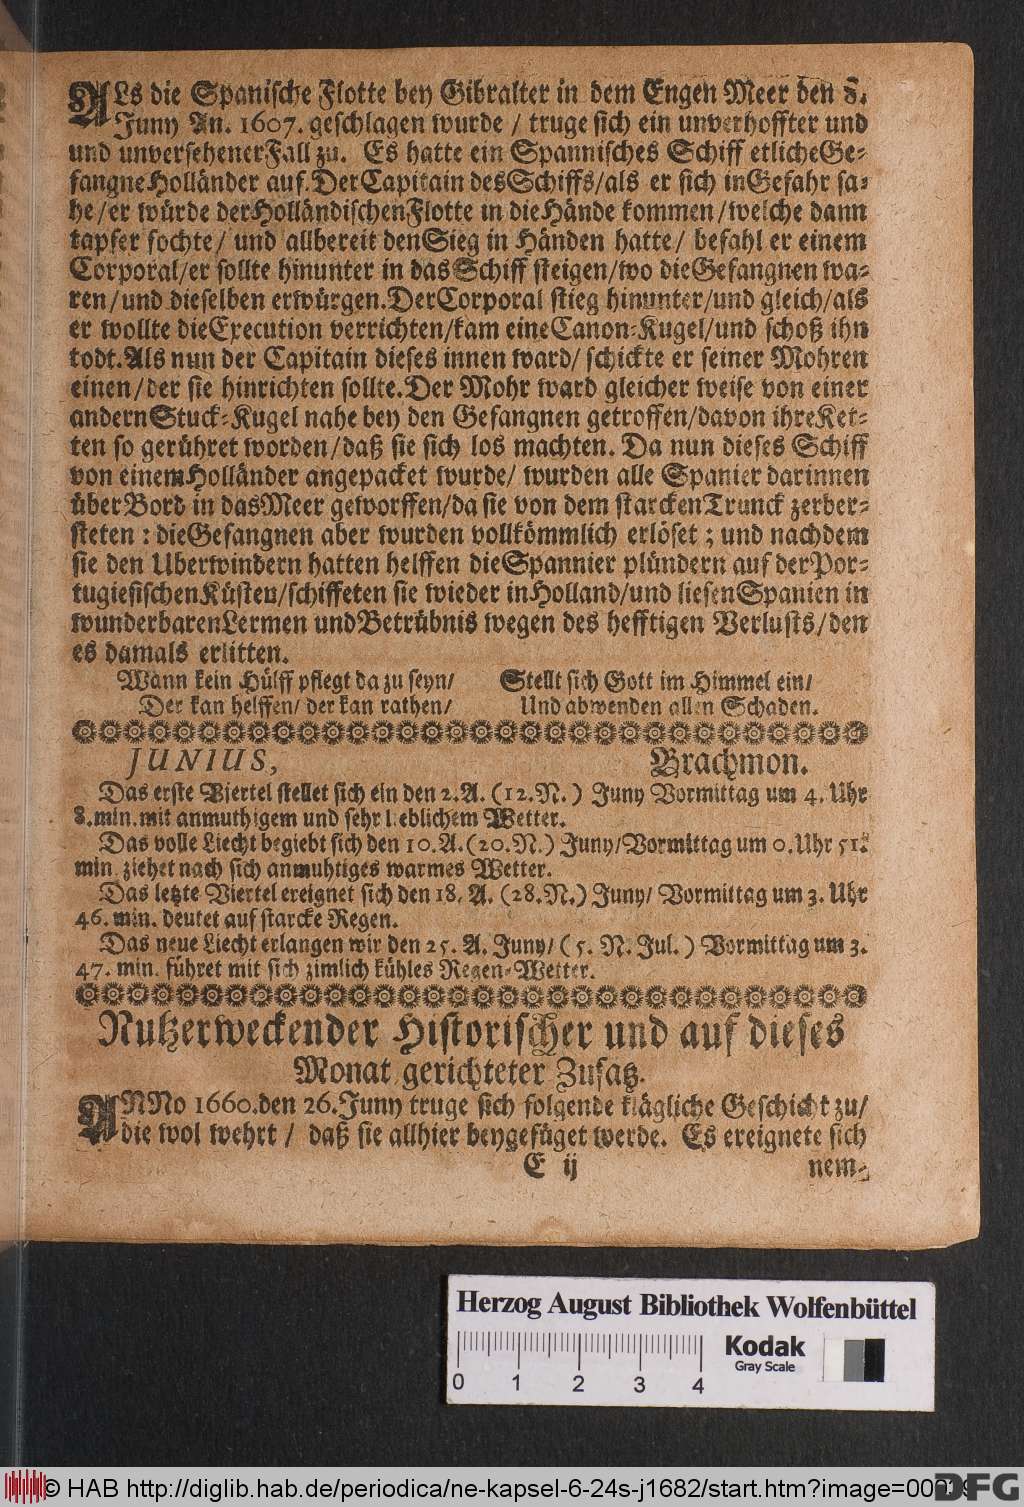 ALs die Spanische Flotte bey Gibralter in dem Engen Meer den 8.
Juny An. 1607. geschlagen wurde / truge sich ein unverhoffter und
und unversehener Fall zu. Es hatte ein Spannisches Schiff etliche Ge-
fangne Holländer auf. Der Capitain des Schiffs/als er sich in Gefahr sa-
he/er würde der Holländischen Flotte in die Hände kommen/welche dann
tapfer fochte/ und allbereit den Sieg in Händen hatte/ befahl er einem
Corporal/er sollte hinunter in das Schiff steigen/wo die Gefangnen wa-
ren/und dieselben erwürgen. Der Corporal stieg hinunter/und gleich/als
er wollte die Execution verrichten/kam eine Canon-Kugel/und schoß ihn
todt. Als nun der Capitain dieses innen ward/ schickte er seiner Mohren
einen/der sie hinrichten sollte. Der Mohr ward gleicher weise von einer
andern Stuck-Kugel nahe bey den Gefangnen getroffen/davon ihre Ket-
ten so gerühret worden/daß sie sich los machten. Da nun dieses Schiff
von einem Holländer angepacket wurde/ wurden alle Spanier darinnen
über Bord in das Meer geworffen/da sie von dem starcken Trunck zerber-
steten : die Gefangnen aber wurden vollkömmlich erlöset ; und nachdem
sie den Uberwindern hatten helffen die Spannier plündern auf der Por-
tugiesischen Küsten/schiffeten sie wieder in Holland/und liesen Spanien in
wunderbaren Lermen und Betrübnis wegen des hefftigen Verlusts/den
es damals erlitten.
Wann kein Hülff pflegt da zu seyn/ Stellt sich Gott im Himmel ein/
Der kan helffen/ der kan rathen/ Und abwenden allen Schaden.
JUNIUS, Brachmon.
Das erste Viertel stellet sich ein den 2. A. (12. N.) Juny Vormittag um 4. Uhr
8. min. mit anmuthigem und sehr lieblichem Wetter.
Das volle Liecht begiebt sich den 10. A. (20. N.) Juny/Vormittag um 0. Uhr 51.
min. ziehet nach sich anmuhtiges warmes Wetter.
Das letzte Viertel ereignet sich den 18. A. (28. N.) Juny/ Vormittag um 3. Uhr
46. min. deutet auf starcke Regen.
Das neue Liecht erlangen wir den 25. A. Juny/ (5. N. Jul.) Vormittag um 3.
47. min. führet mit sich zimlich kühles Regen-Wetter.
Nutzerweckender Historischer und auf dieses
Monat gerichteter Zusatz.
ANNo 1660. den 26. Juny truge sich folgende klägliche Geschicht zu/
die wol wehrt / daß sie allhier beygefüget werde. Es ereignete sich
E ij nem-
Herzog August Bibliothek Wolfenbüttel
Kodak
Gray Scale
0 1 2 3 4
© HAB http://diglib.hab.de/periodica/ne-kapsel-6-24s-j1682/start.htm?image=00019
DFG